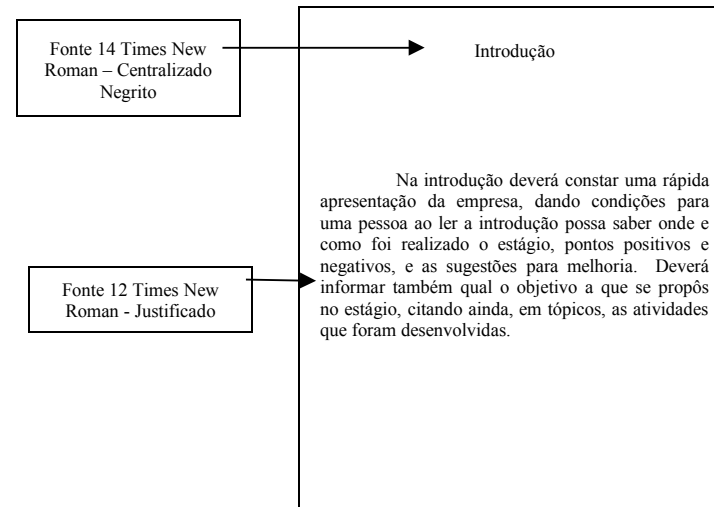 Fonte 14 Times New
Roman – Centralizado
Negrito
Introdução
Na introdução deverá constar uma rápida
apresentação da empresa, dando condições para
uma pessoa ao ler a introdução possa saber onde e
como foi realizado o estágio, pontos positivos e
negativos, e as sugestões para melhoria. Deverá
informar também qual o objetivo a que se propôs
no estágio, citando ainda, em tópicos, as atividades
que foram desenvolvidas.
Fonte 12 Times New
Roman - Justificado